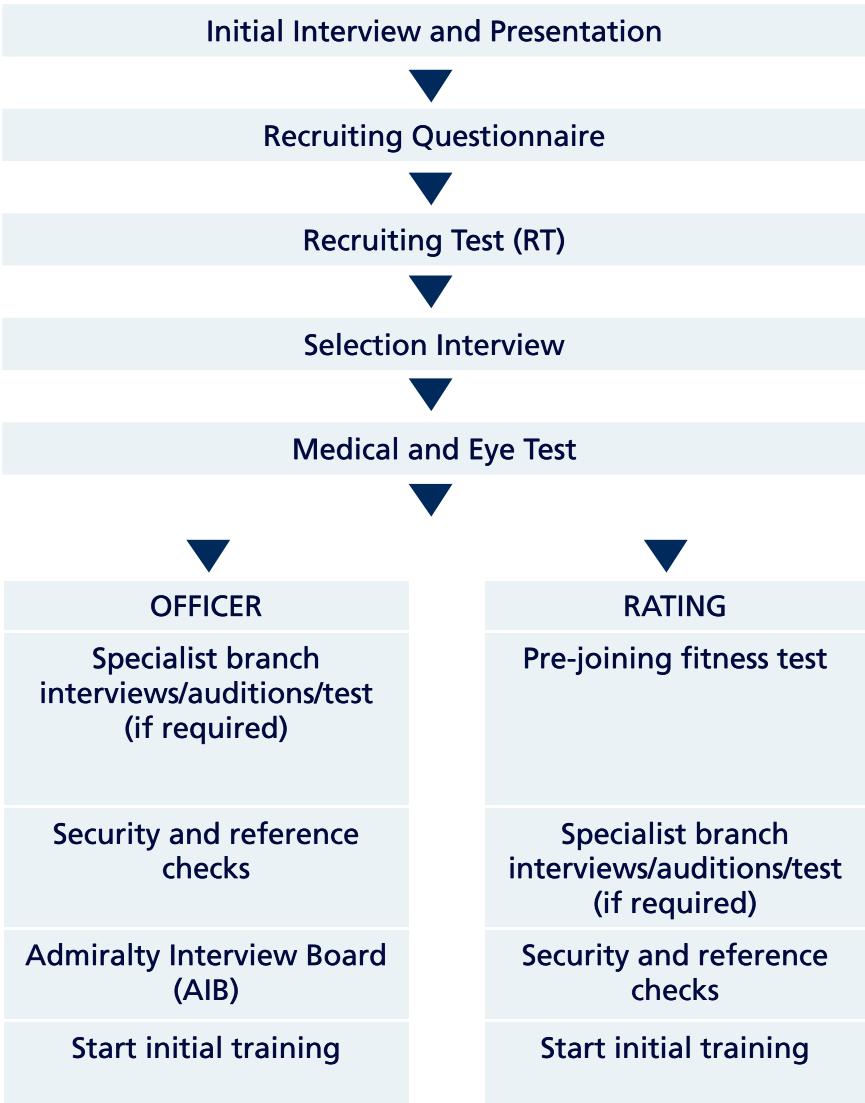 Initial Interview and Presentation
Recruiting Questionnaire
Recruiting Test (RT)
Selection Interview
Medical and Eye Test
OFFICER
Specialist branch
interviews/auditions/test
(if required)
Security and reference
checks
Admiralty Interview Board
(AIB)
Start initial training
RATING
Pre-joining fitness test
Specialist branch
interviews/auditions/test
(if required)
Security and reference
checks
Start initial training